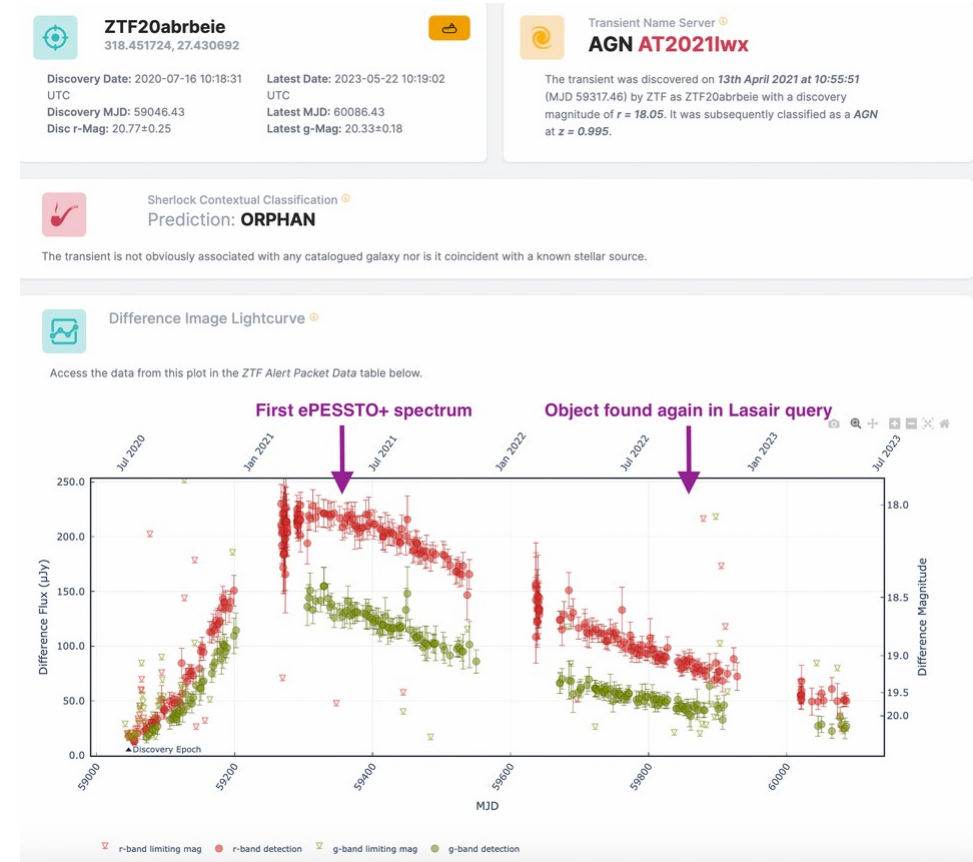 ZTF20abrbeie
318.451724, 27.430692
Discovery Date: 2020-07-16 10:18:31
UTC
Discovery MJD: 59046.43
Disc r-Mag: 20.77±0.25
Latest Date: 2023-05-22 10:19:02
UTC
Latest MJD: 60086.43
Latest g-Mag: 20.33±0.18
Transient Name Server
AGN AT2021lwx
The transient was discovered on 13th April 2021 at 10:55:51
(MJD 59317.46) by ZTF as ZTF20abrbeie with a discovery
magnitude of r = 18.05. It was subsequently classified as a AGN
at z = 0.995.
Sherlock Contextual Classification
Prediction: ORPHAN
The transient is not obviously associated with any catalogued galaxy nor is it coincident with a known stellar source.
Difference Image Lightcurve
Access the data from this plot in the ZTF Alert Packet Data table below.
First ePESSTO+ spectrum
Object found again in Lasair query
Jul 2020
Jan 2021
Jul 2021
Jan 2022
Jul 2022
Jan 2023
Jul 2023
250.0
200.0
150.0
100.0
50.0
0.0
Difference Flux (μJy)
18.0
18.5
19.0
19.5
20.0
Difference Magnitude
▲Discovery Epoch
59000
59200
59400
59600
59800
60000
MJD
r-band limiting mag
r-band detection
g-band limiting mag
g-band detection